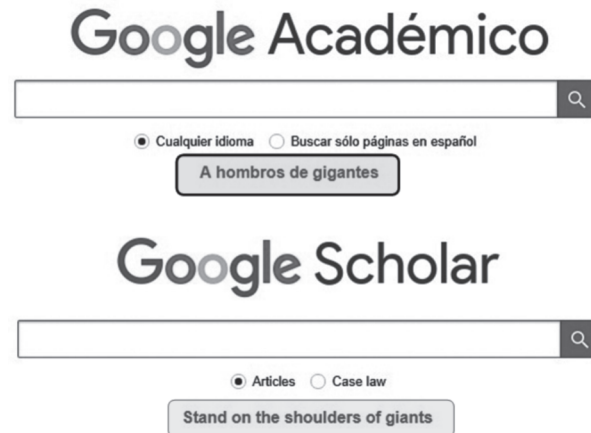 Google Académico
Cualquier idioma Buscar sólo páginas en español
A hombros de gigantes
Google Scholar
Articles Case law
Stand on the shoulders of giants